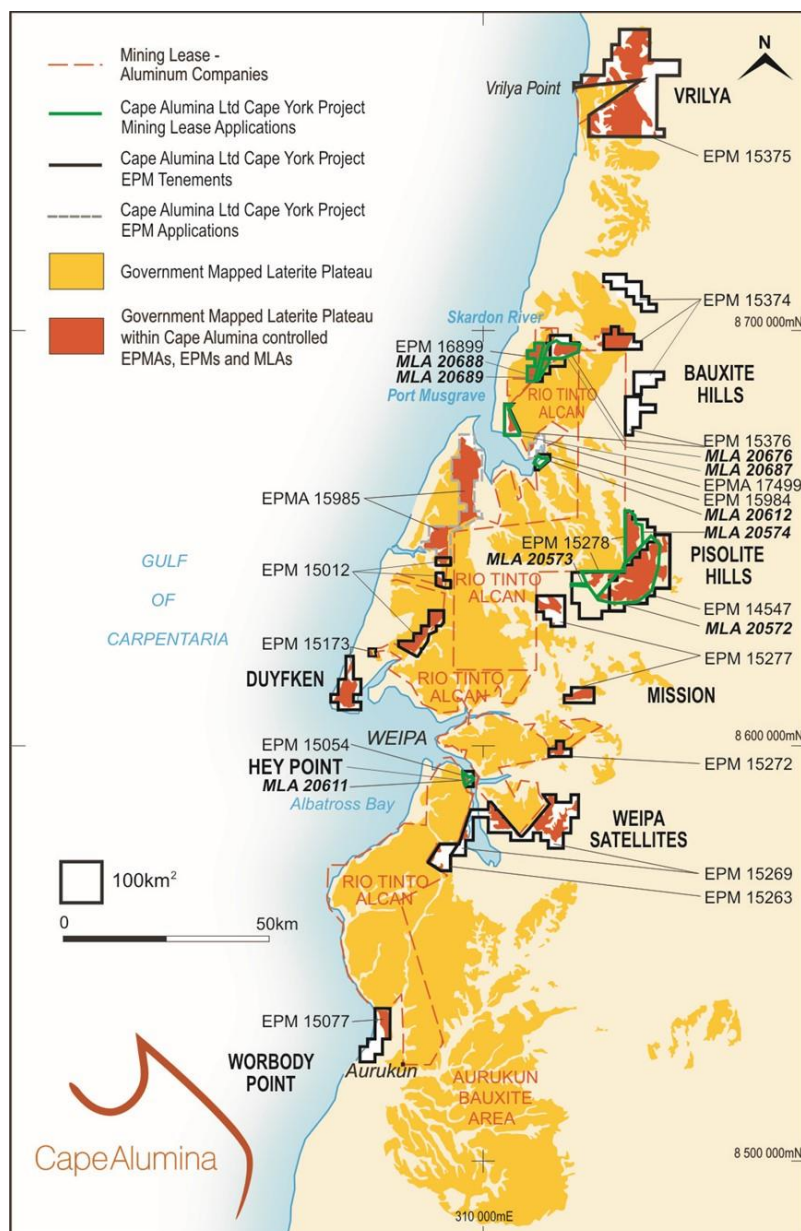 Mining Lease -
Aluminum Companies
Cape Alumina Ltd Cape York Project
Mining Lease Applications
Cape Alumina Ltd Cape York Project
EPM Tenements
Cape Alumina Ltd Cape York Project
EPM Applications
Government Mapped Laterite Plateau
Government Mapped Laterite Plateau
within Cape Alumina controlled
EPMAs, EPMs and MLAs
N
Vrilya Point
VRILYA
EPM 15375
EPM 15374
Skardon River
8 700 000mN
EPM 16899
MLA 20688
MLA 20689
Port Musgrave
RIO TINTO
ALCAN
BAUXITE
HILLS
EPM 15376
MLA 20676
MLA 20687
EPMA 17499
EPM 15984
MLA 20612
MLA 20574
EPMA 15985
EPM 15278
MLA 20573
PISOLITE
HILLS
GULF
OF
CARPENTARIA
EPM 15012
RIO TINTO
ALCAN
EPM 14547
MLA 20572
EPM 15173
EPM 15277
DUYFKEN
RIO TINTO
ALCAN
MISSION
WEIPA
8 600 000mN
EPM 15054
HEY POINT
MLA 20611
EPM 15272
Albatross Bay
WEIPA
SATELLITES
100km2
RIO TINTO
ALCAN
EPM 15269
EPM 15263
0
50km
EPM 15077
WORBODY
POINT
Aurukun
AURUKUN
BAUXITE
AREA
CapeAlumina
8 500 000mN
310 000mE